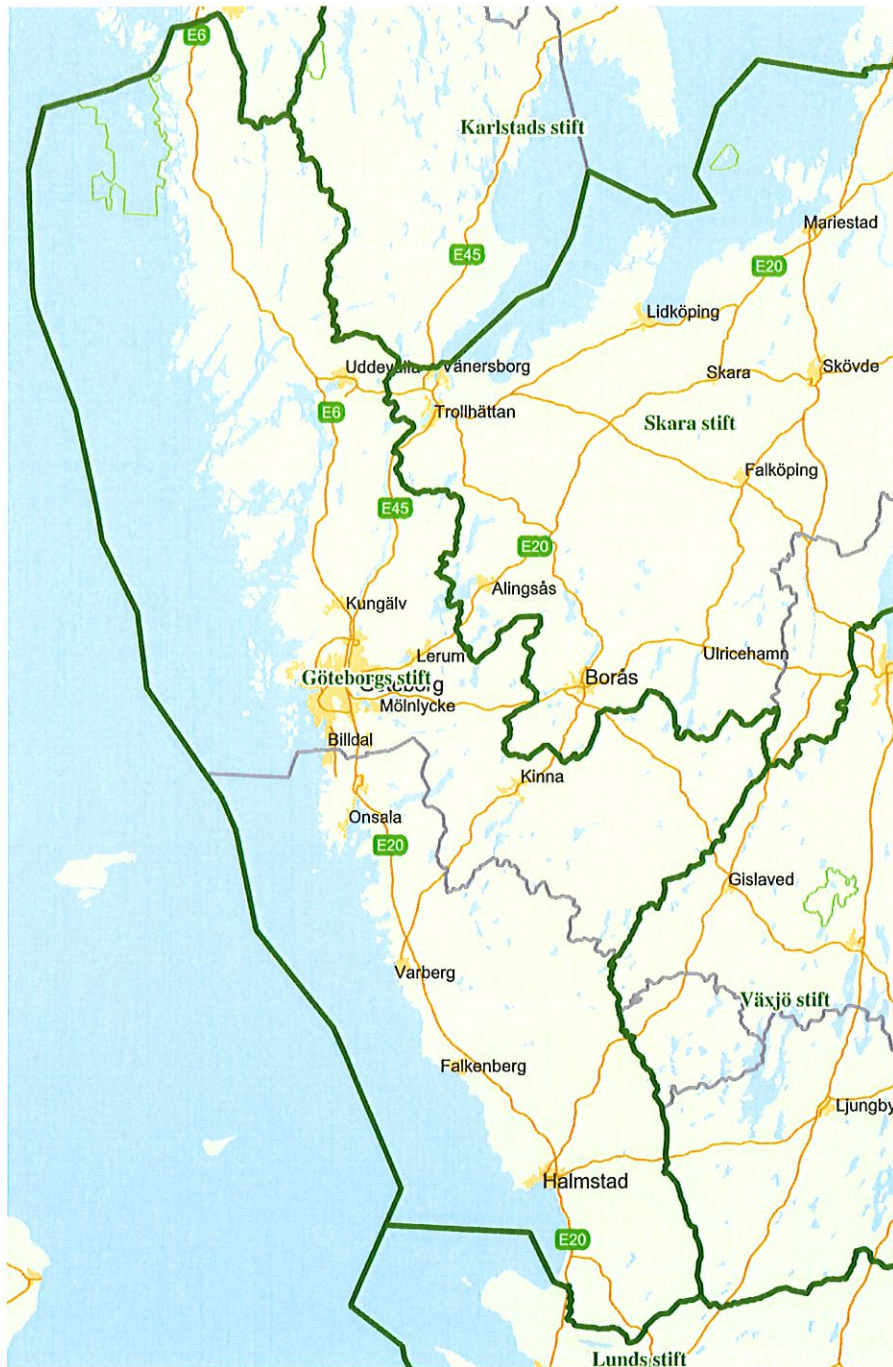 E6
Karlstads stift
Mariestad
E45
E20
Lidköping
Uddevalla
Vänersborg
Skara
Skövde
E6
Trollhättan
Skara stift
Falköping
E45
E20
Alingsås
Kungälv
Lerum
Ulricehamn
Göteborgs stift
Göteborg
Borås
Mölnlycke
Billdal
Kinna
Onsala
E20
Gislaved
Varberg
Växjö stift
Falkenberg
Ljungby
Halmstad
E20
Lunds stift